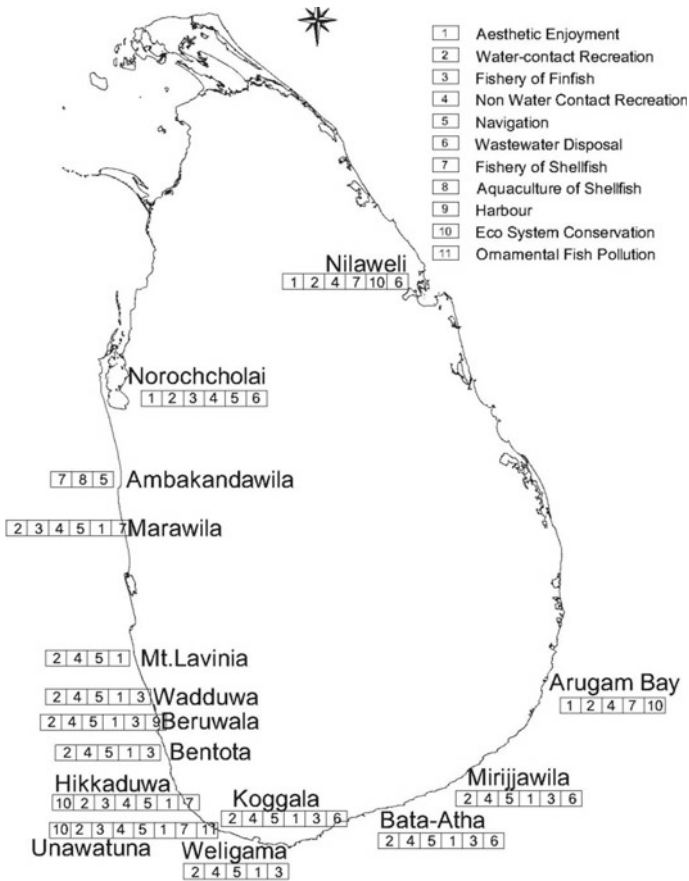 1 Aesthetic Enjoyment
2 Water-contact Recreation
3 Fishery of Finfish
4 Non Water Contact Recreation
5 Navigation
6 Wastewater Disposal
7 Fishery of Shellfish
8 Aquaculture of Shellfish
9 Harbour
10 Eco System Conservation
11 Ornamental Fish Pollution
Nilaweli
1 2 4 7 10 6
Norochcholai
1 2 3 4 5 6
7 8 5 Ambakandawila
2 3 4 5 1 7 Marawila
2 4 5 1 Mt.Lavinia
2 4 5 1 3 Wadduwa
2 4 5 1 3 9 Beruwala
2 4 5 1 3 Bentota
Arugam Bay
1 2 4 7 10
Hikkaduwa
10 2 3 4 5 1 7
Mirijjawila
2 4 5 1 3 6
Koggala
2 4 5 1 3 6
Bata-Atha
2 4 5 1 3 6
10 2 3 4 5 1 7 11
Unawatuna
Weligama
2 4 5 1 3